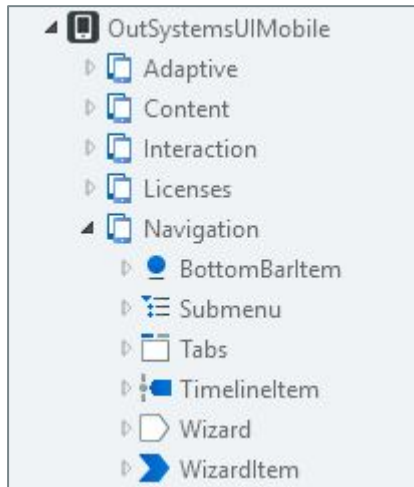 OutSystemsUIMobile
Adaptive
Content
Interaction
Licenses
Navigation
BottomBarItem
Submenu
Tabs
TimelineItem
Wizard
WizardItem